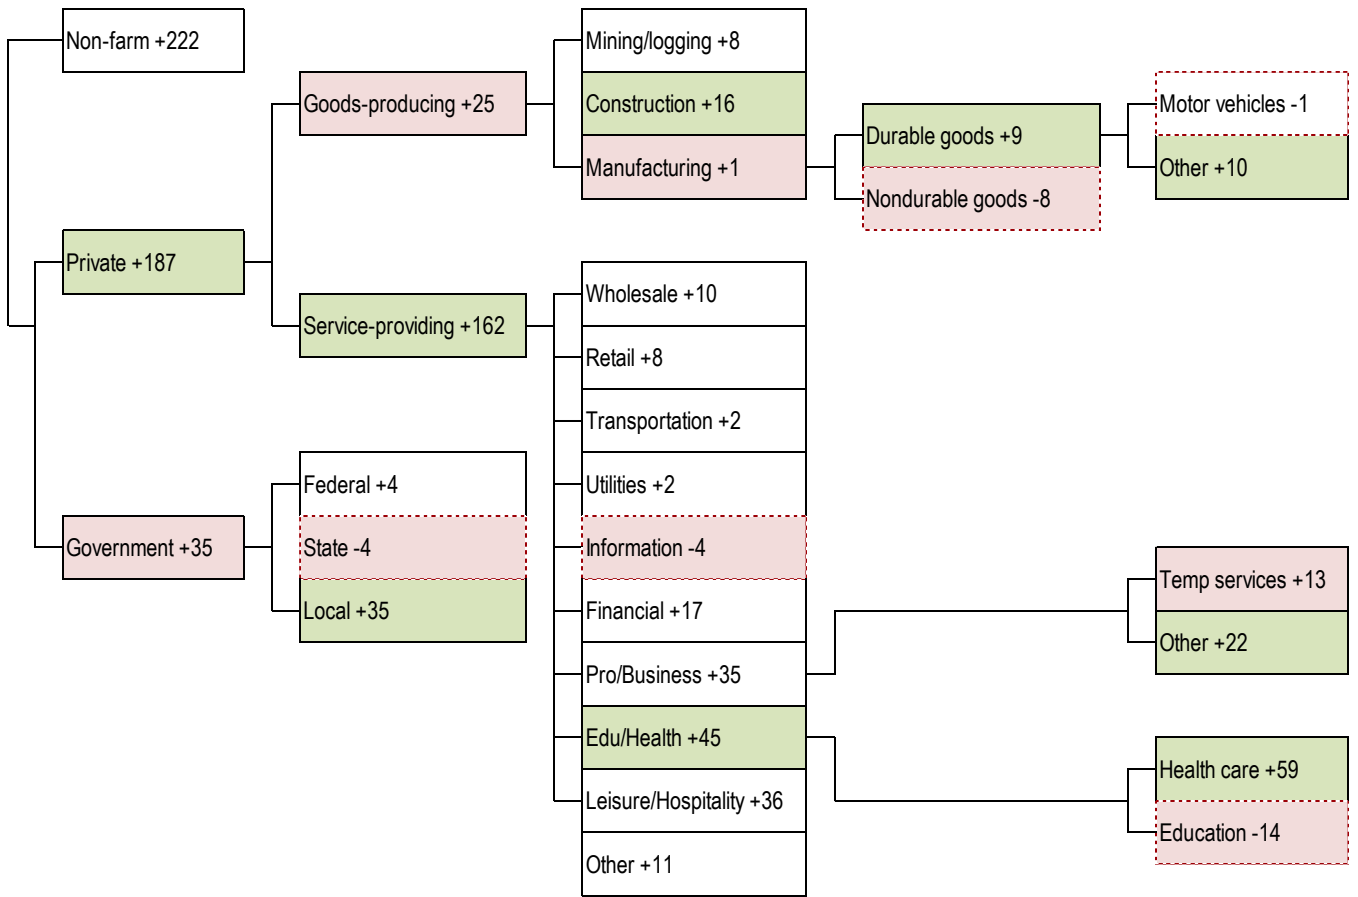 Non-farm +222
Private +187
Government +35
Goods-producing +25
Service-providing +162
Federal +4
State -4
Local +35
Mining/logging +8
Construction +16
Manufacturing +1
Wholesale +10
Retail +8
Transportation +2
Utilities +2
Information -4
Financial +17
Pro/Business +35
Edu/Health +45
Leisure/Hospitality +36
Other +11
Durable goods +9
Nondurable goods -8
Motor vehicles -1
Other +10
Temp services +13
Other +22
Health care +59
Education -14